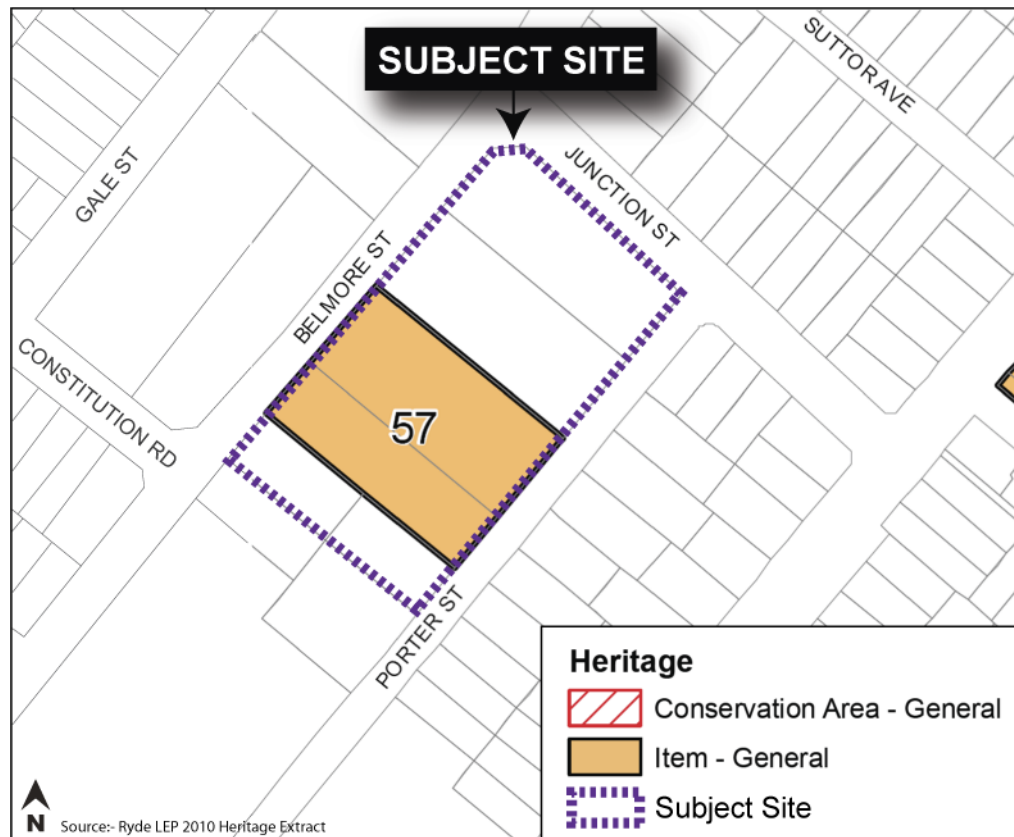 SUBJECT SITE
SUTTOR AVE
JUNCTION ST
GALE ST
BELMORE ST
CONSTITUTION RD
57
PORTER ST
Heritage
Conservation Area - General
Item - General
Subject Site
N
Source:- Ryde LEP 2010 Heritage Extract